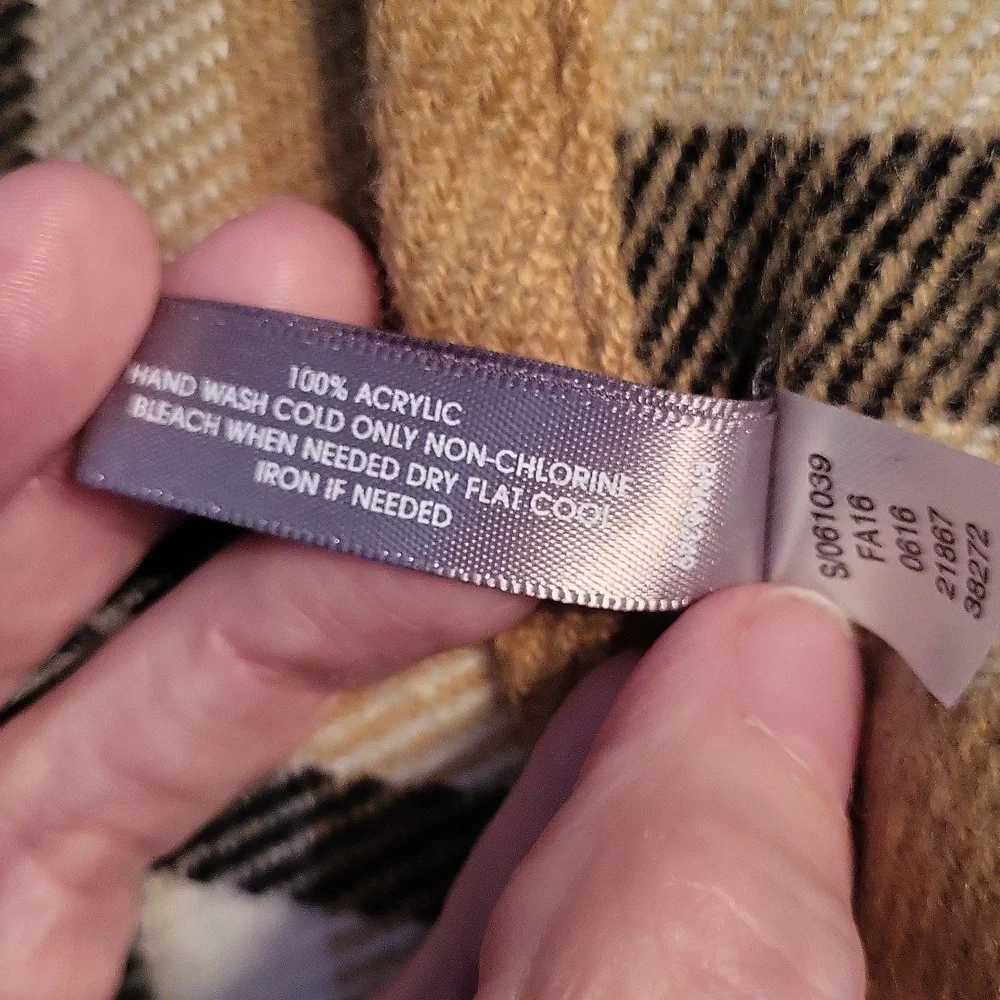 100% ACRYLIC
HAND WASH COLD ONLY NON-CHLORINE
BLEACH WHEN NEEDED DRY FLAT COOL
IRON IF NEEDED
S/061039
FA16
0616
21867
38272